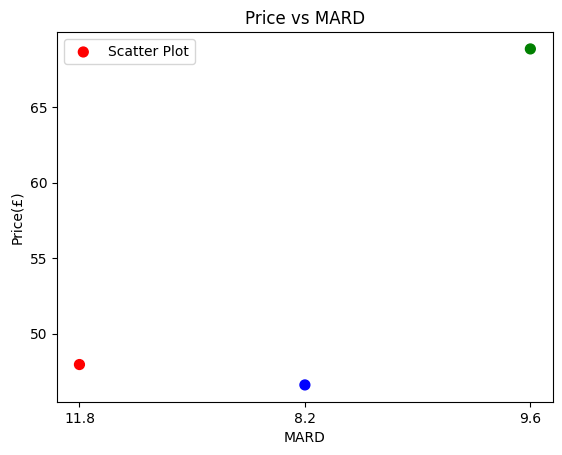 Price vs MARD
Scatter Plot
65
60
55
50
Price(£)
11.8 8.2 9.6
MARD